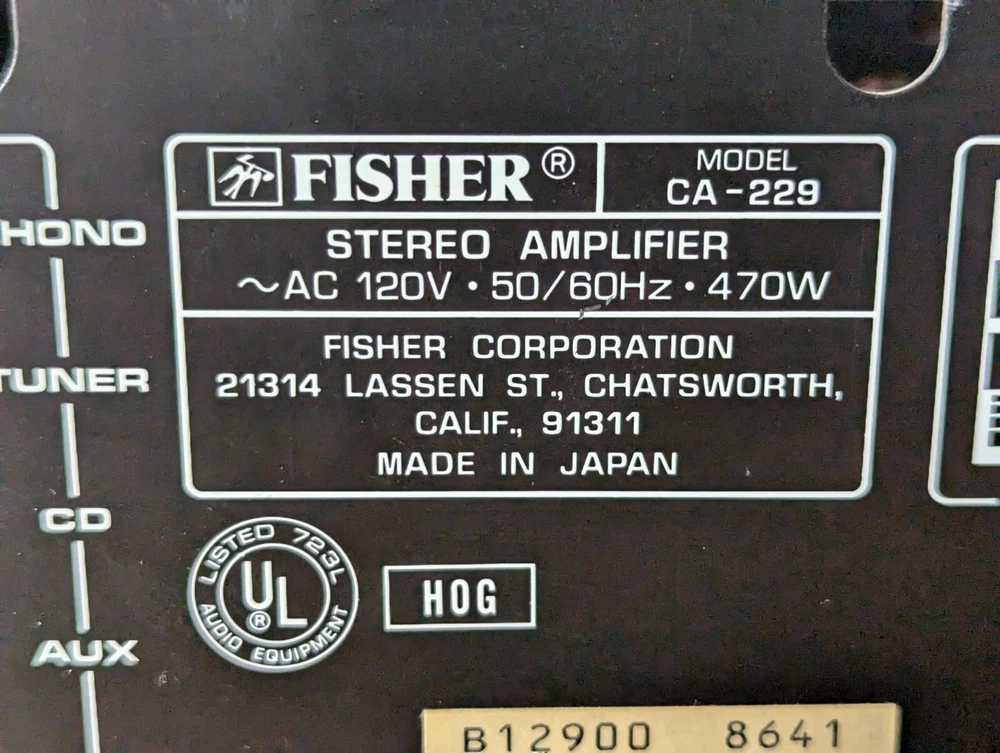 FISHER®
MODEL
CA-229
STEREO AMPLIFIER
~AC 120V • 50/60Hz • 470W
FISHER CORPORATION
21314 LASSEN ST., CHATSWORTH,
CALIF., 91311
MADE IN JAPAN
HONO
TUNER
CD
AUX
LISTED 723L
UL®
AUDIO EQUIPMENT
HOG
B12900 8641